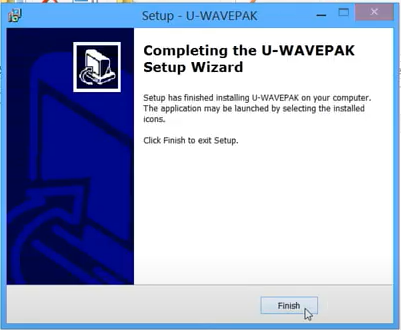 Setup - U-WAVEPAK
Completing the U-WAVEPAK
Setup Wizard
Setup has finished installing U-WAVEPAK on your computer.
The application may be launched by selecting the installed
icons.
Click Finish to exit Setup.
Finish